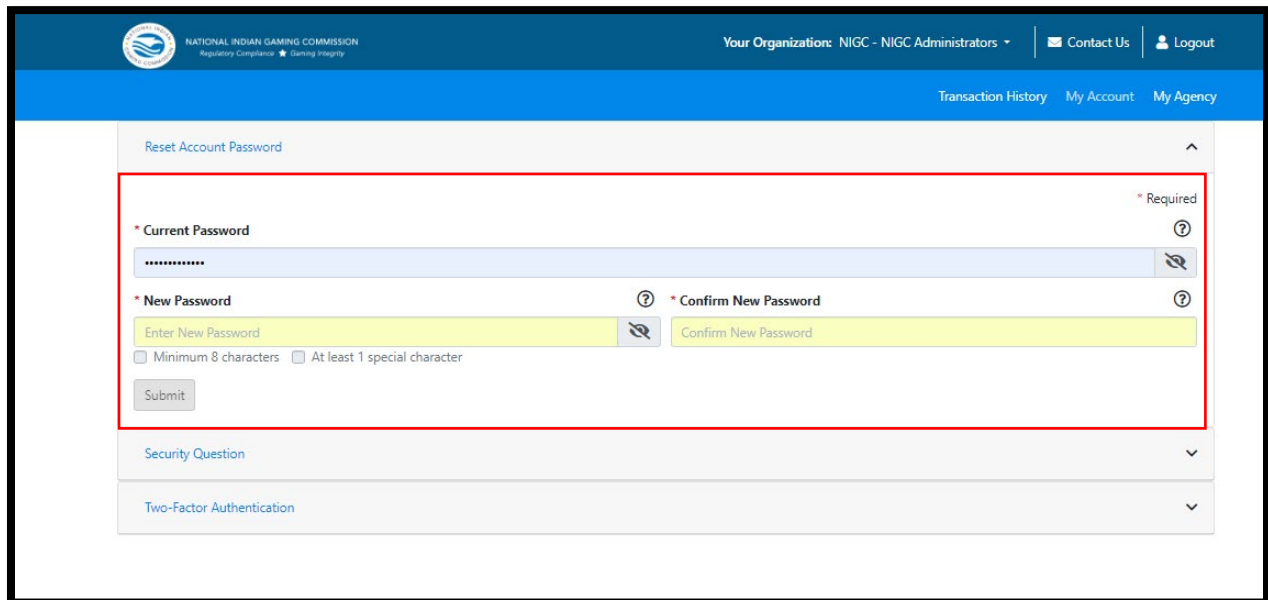 NATIONAL INDIAN GAMING COMMISSION
Regulatory Compliance ★ Gaming Integrity
Your Organization: NIGC - NIGC Administrators
Contact Us
Logout
Transaction History My Account My Agency
Reset Account Password
* Required
* Current Password
•••••••••••••
* New Password
* Confirm New Password
Enter New Password
Confirm New Password
Minimum 8 characters At least 1 special character
Submit
Security Question
Two-Factor Authentication